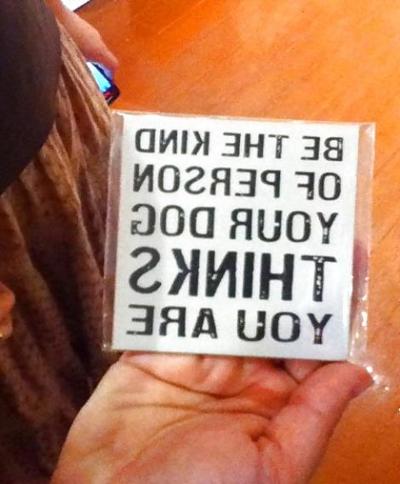 BE THE KIND
OF PERSON
YOUR DOG
THINKS
YOU ARE